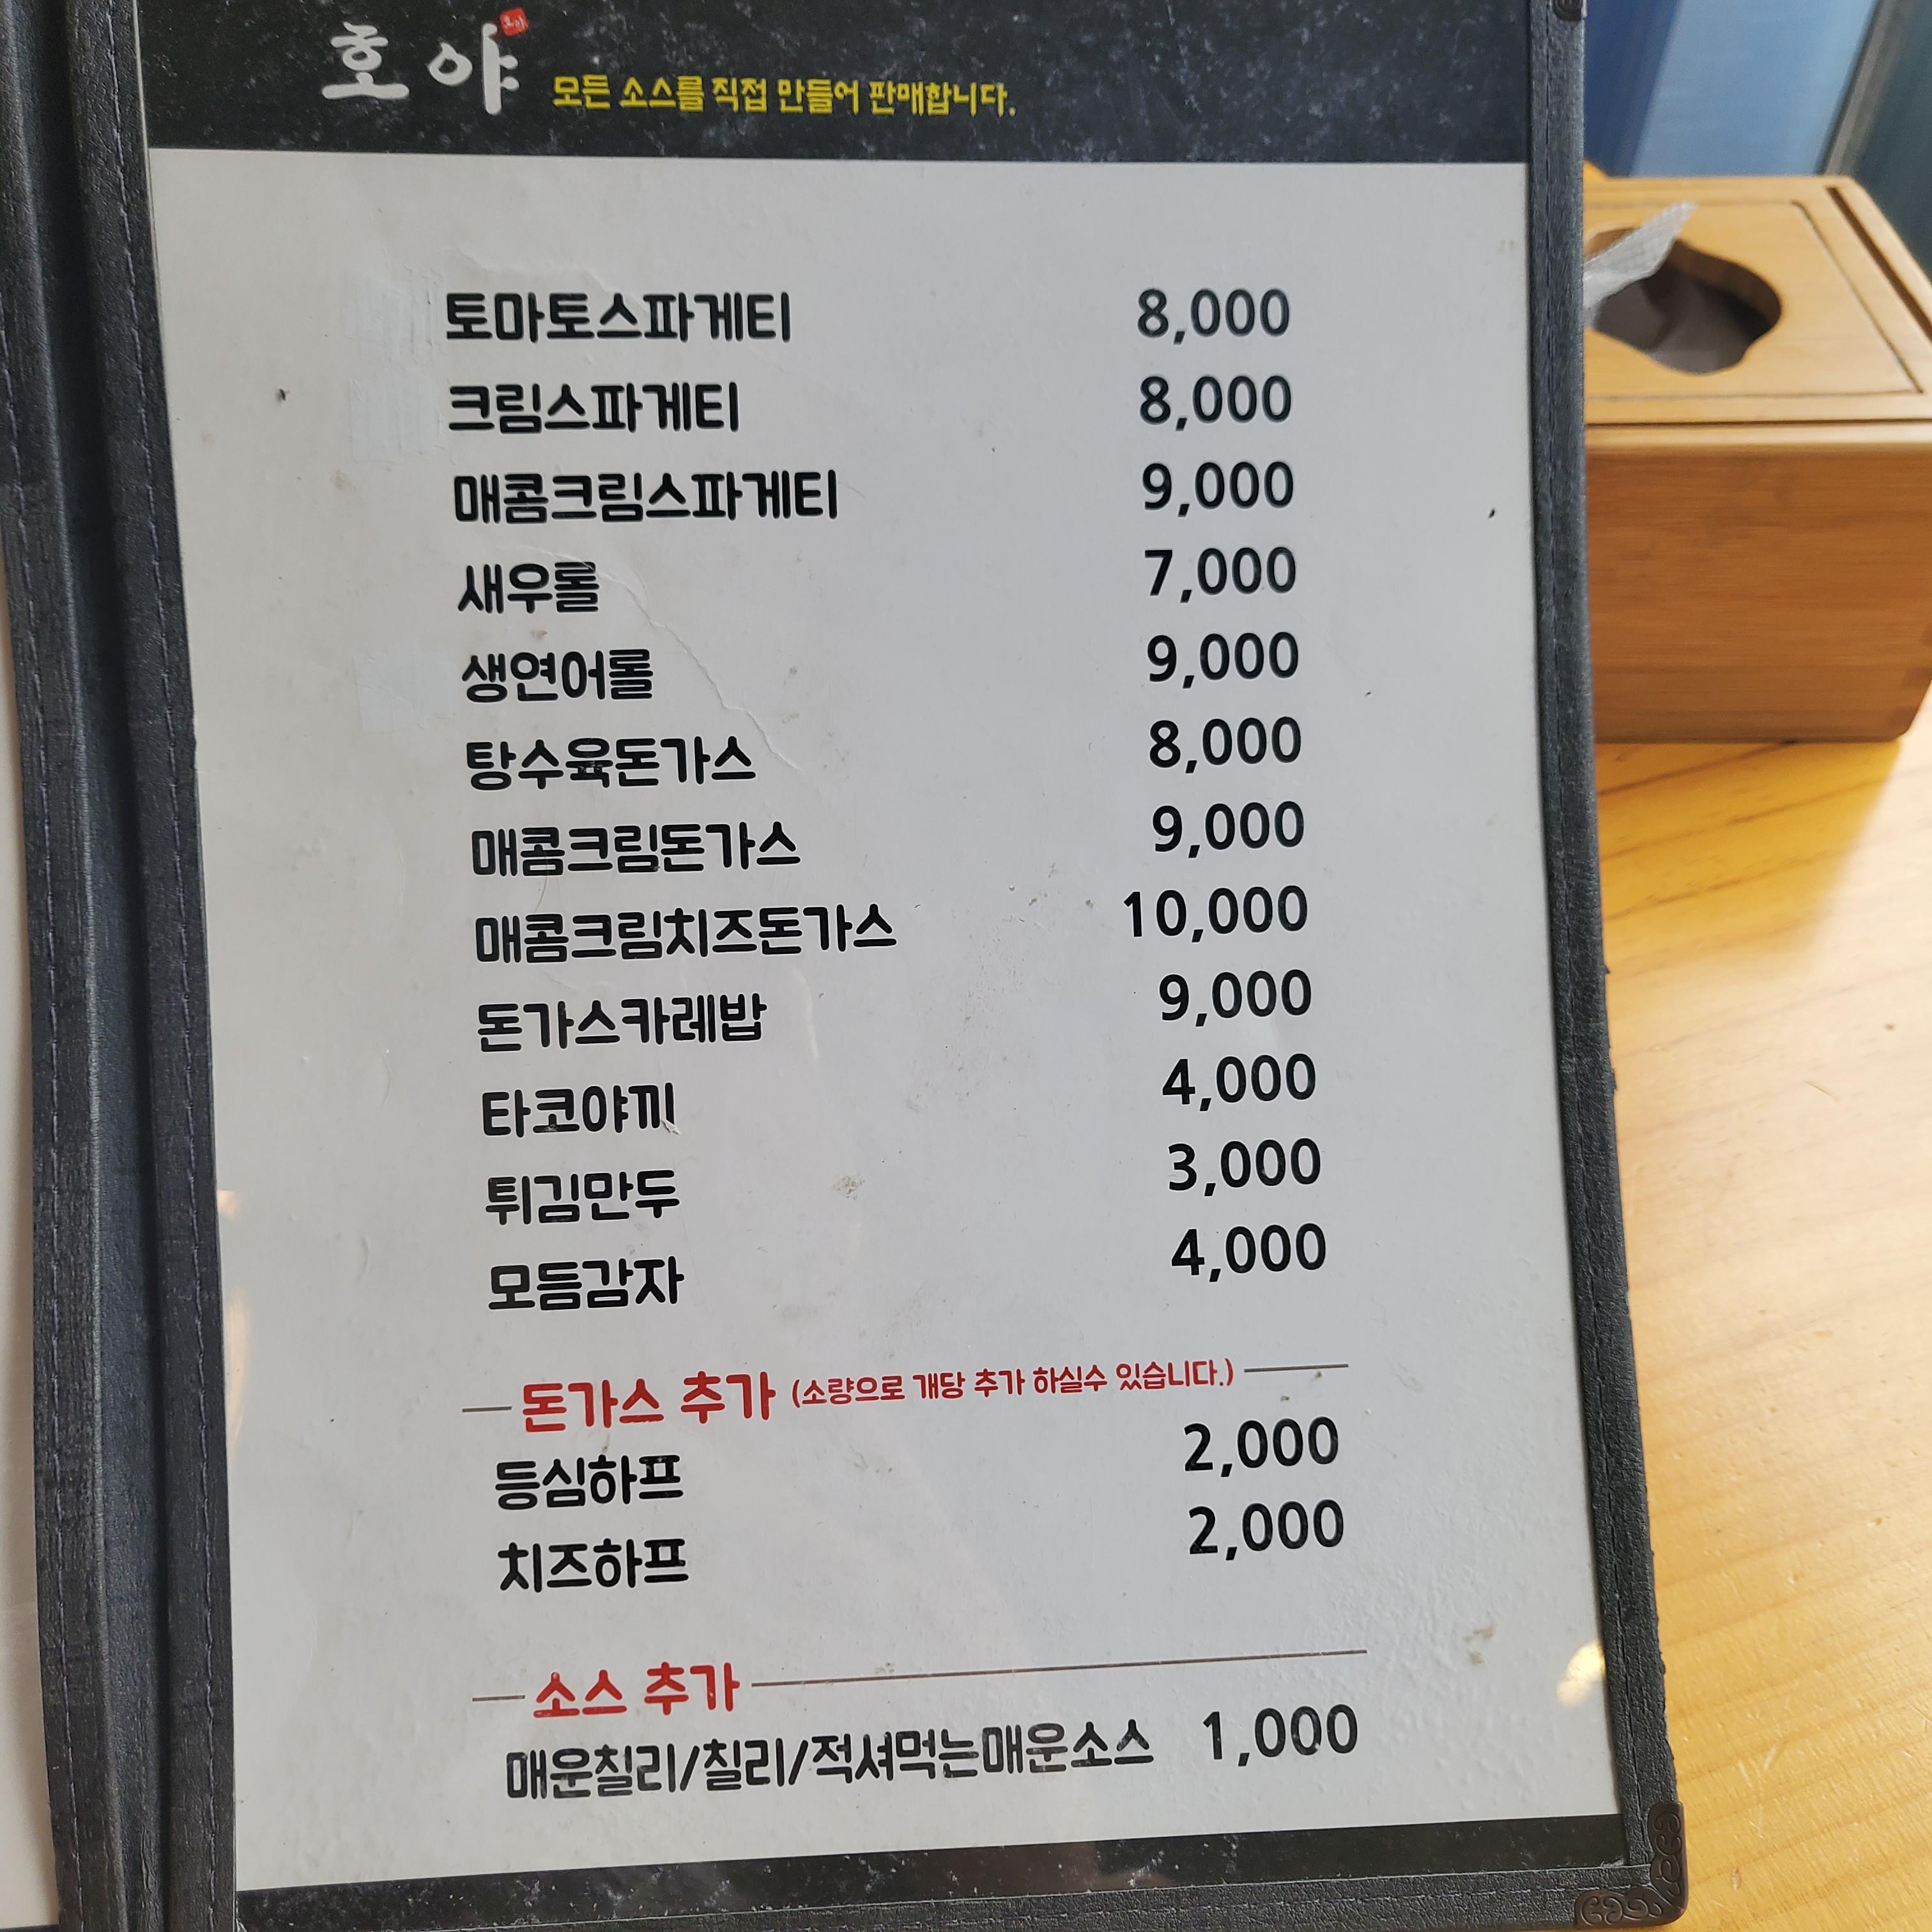 호야 호야 모든 소스를 직접 만들어 판매합니다.
토마토스파게티 8,000
크림스파게티 8,000
매콤크림스파게티 9,000
새우롤 7,000
생연어롤 9,000
탕수육돈가스 8,000
매콤크림돈가스 9,000
매콤크림치즈돈가스 10,000
돈가스카레밥 9,000
타코야끼 4,000
튀김만두 3,000
모듬감자 4,000
돈가스 추가 (소량으로 개당 추가 하실수 있습니다.)
등심하프 2,000
치즈하프 2,000
소스 추가
매운칠리/칠리/적셔먹는매운소스 1,000